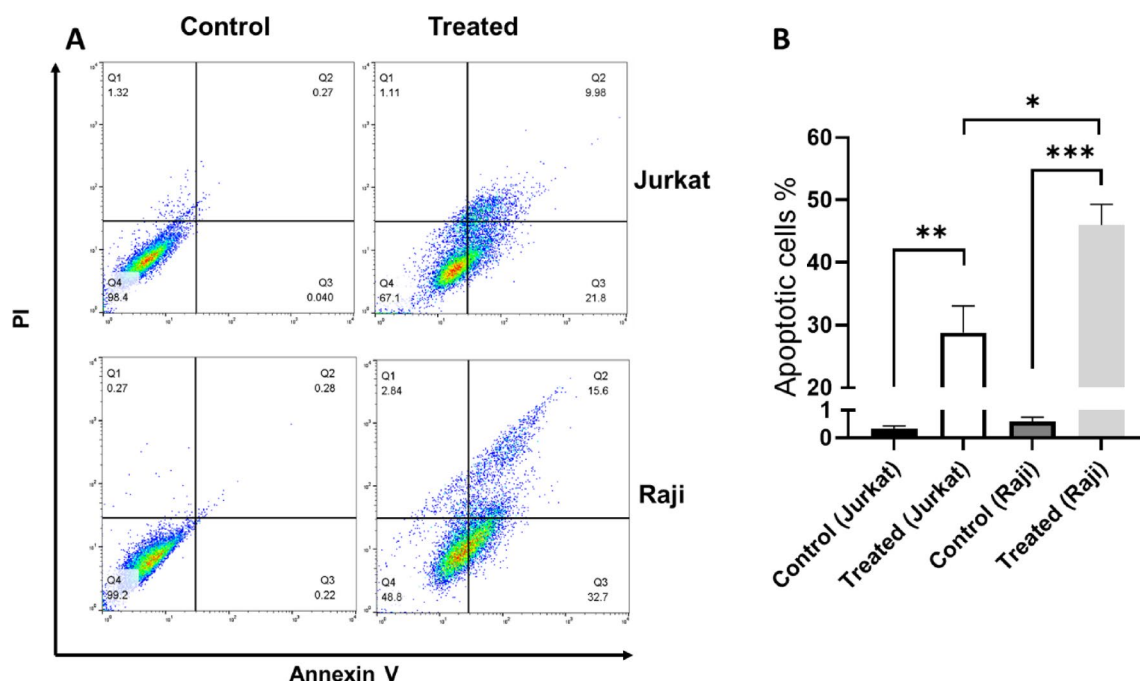 A
Control
Treated
B
Q1
1.32
Q2
0.27
Q4
98.4
Q3
0.040
Q1
1.11
Q2
9.98
Q4
67.1
Q3
21.8
Jurkat
Q1
0.27
Q2
0.28
Q4
99.2
Q3
0.22
Q1
2.84
Q2
15.6
Q4
48.8
Q3
32.7
Raji
PI
Annexin V
Apoptotic cells %
60
50
40
30
20
1
0
*
**
***
Control (Jurkat)
Treated (Jurkat)
Control (Raji)
Treated (Raji)